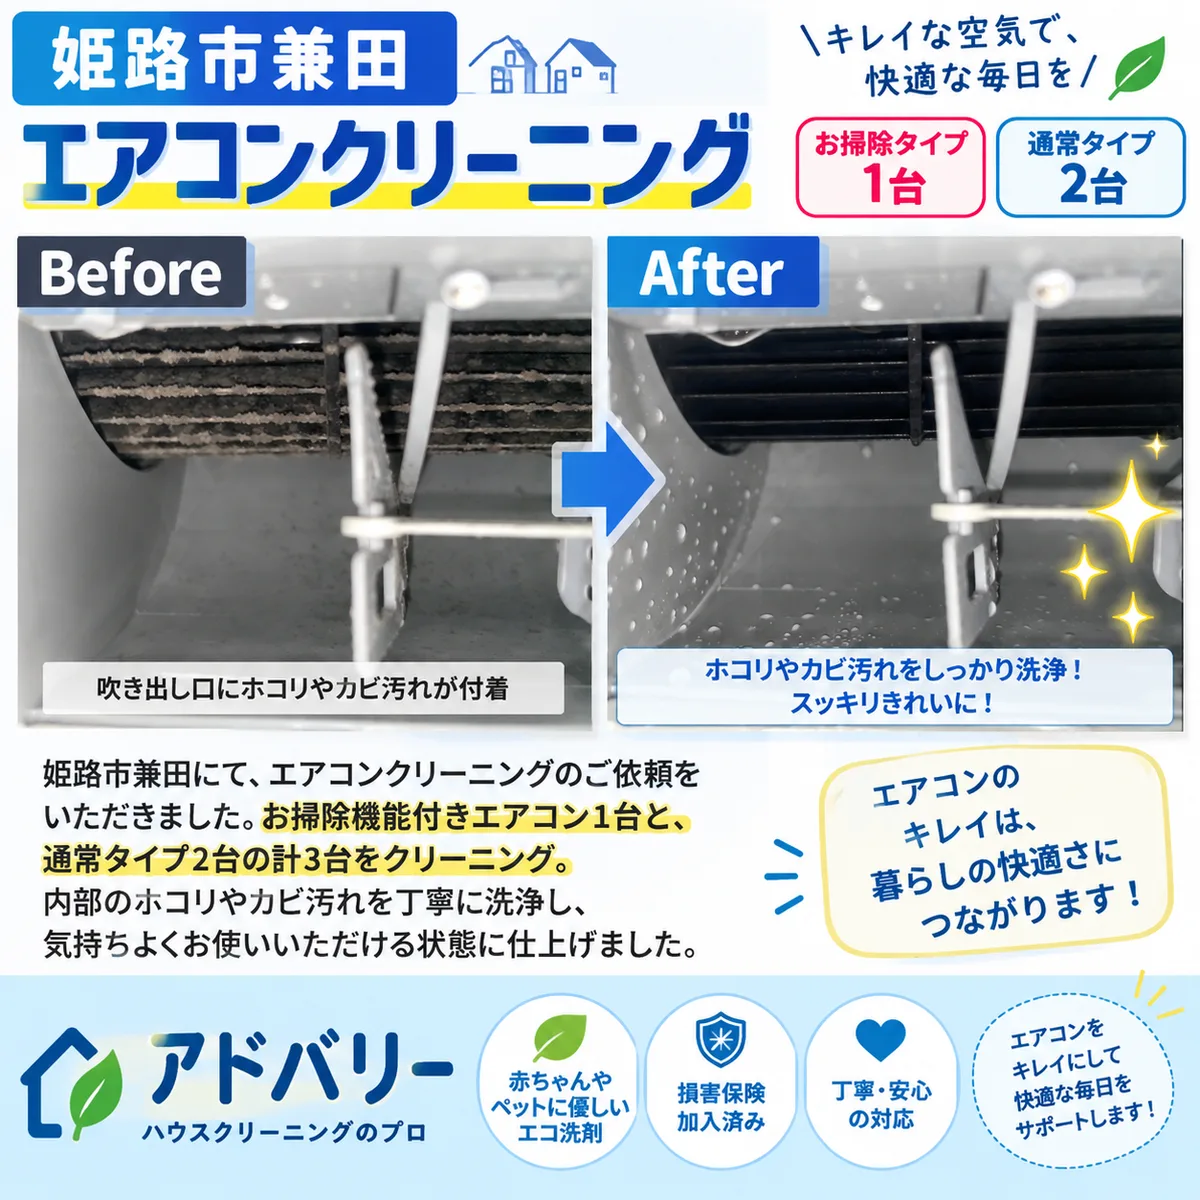 姫路市兼田
エアコンクリーニング
\キレイな空気で、
快適な毎日を/
お掃除タイプ
1台
通常タイプ
2台
Before
After
吹き出し口にホコリやカビ汚れが付着
ホコリやカビ汚れをしっかり洗浄！
スッキリきれいに！
姫路市兼田にて、エアコンクリーニングのご依頼を
いただきました。お掃除機能付きエアコン1台と、
通常タイプ2台の計3台をクリーニング。
内部のホコリやカビ汚れを丁寧に洗浄し、
気持ちよくお使いいただける状態に仕上げました。
エアコンの
キレイは、
暮らしの快適さに
つながります！
アドバリー
ハウスクリーニングのプロ
赤ちゃんや
ペットに優しい
エコ洗剤
損害保険
加入済み
丁寧・安心
の対応
エアコンを
キレイにして
快適な毎日を
サポートします！